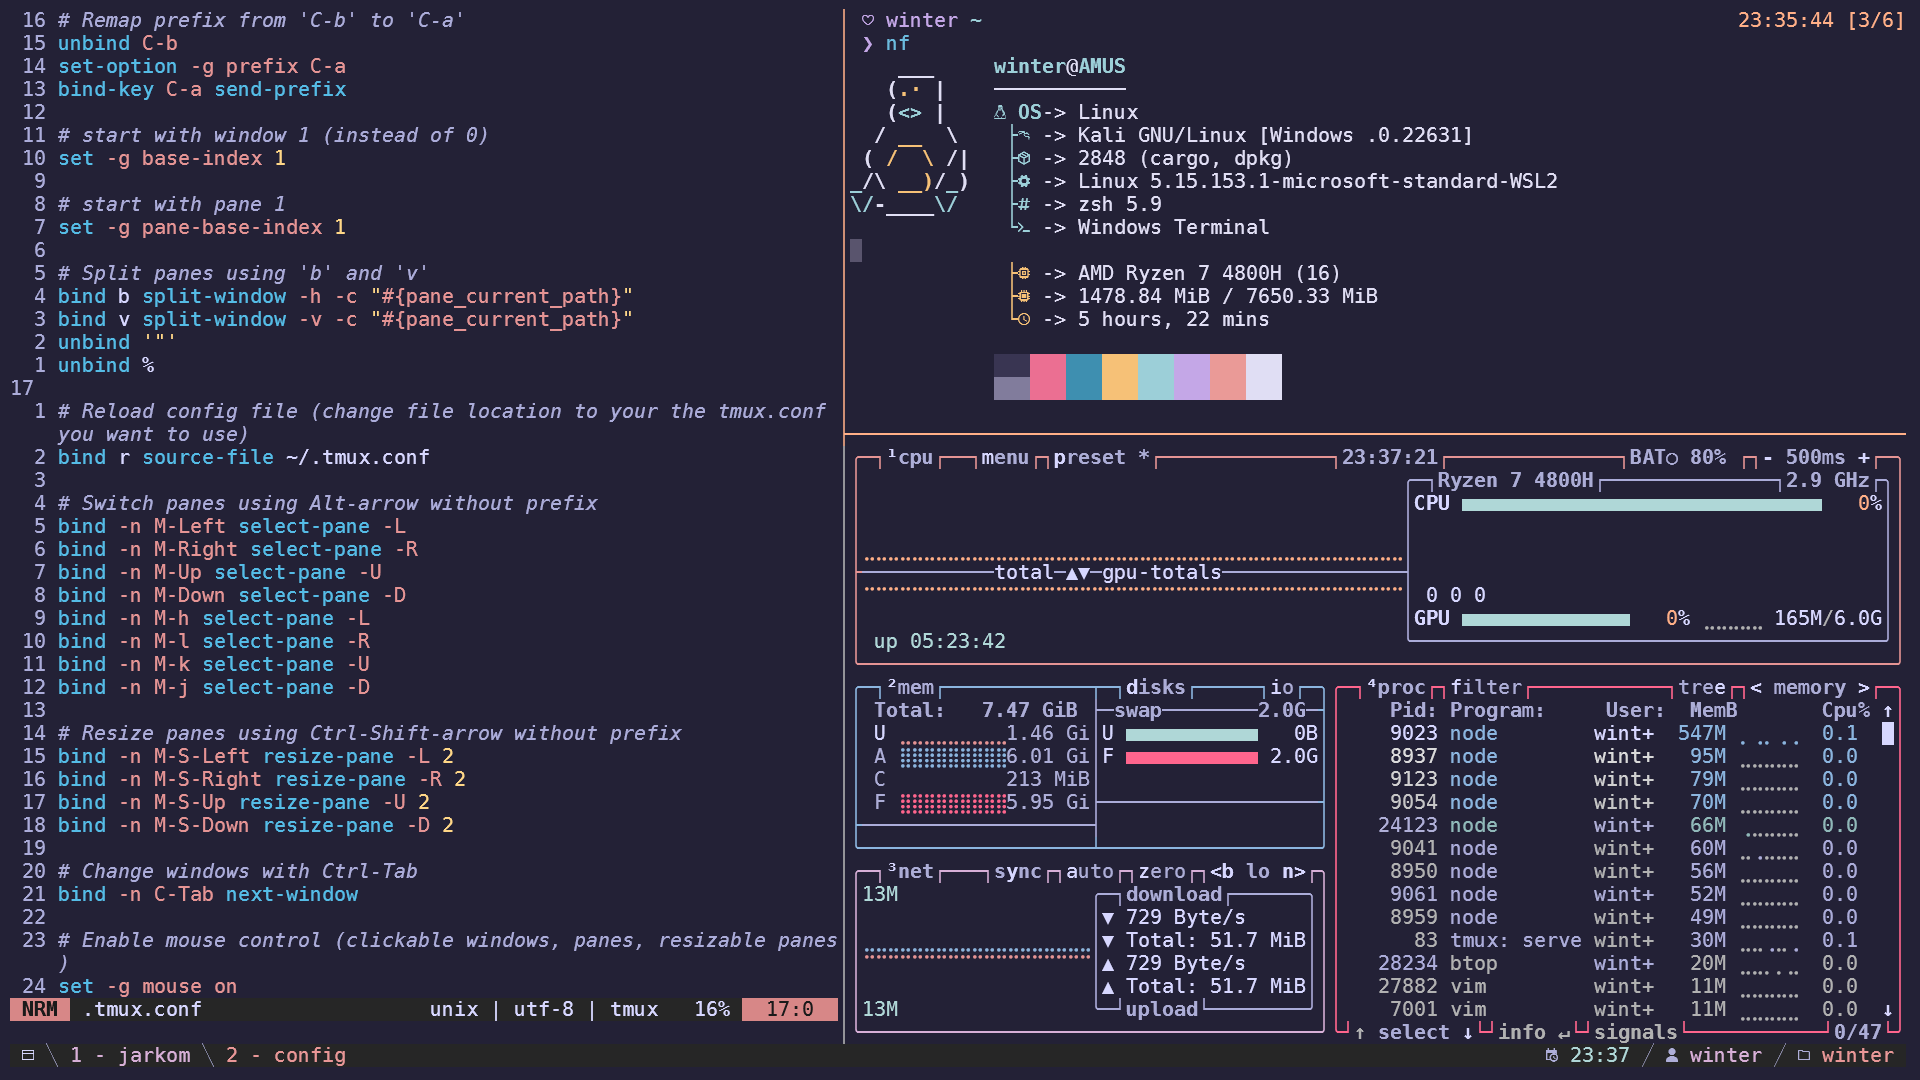 16 # Remap prefix from 'C-b' to 'C-a'
15 unbind C-b
14 set-option -g prefix C-a
13 bind-key C-a send-prefix
12
11 # start with window 1 (instead of 0)
10 set -g base-index 1
9
8 # start with pane 1
7 set -g pane-base-index 1
6
5 # Split panes using 'b' and 'v'
4 bind b split-window -h -c "#{pane_current_path}"
3 bind v split-window -v -c "#{pane_current_path}"
2 unbind '"'
1 unbind %
17
1 # Reload config file (change file location to your the tmux.conf
you want to use)
2 bind r source-file ~/.tmux.conf
3
4 # Switch panes using Alt-arrow without prefix
5 bind -n M-Left select-pane -L
6 bind -n M-Right select-pane -R
7 bind -n M-Up select-pane -U
8 bind -n M-Down select-pane -D
9 bind -n M-h select-pane -L
10 bind -n M-l select-pane -R
11 bind -n M-k select-pane -U
12 bind -n M-j select-pane -D
13
14 # Resize panes using Ctrl-Shift-arrow without prefix
15 bind -n M-S-Left resize-pane -L 2
16 bind -n M-S-Right resize-pane -R 2
17 bind -n M-S-Up resize-pane -U 2
18 bind -n M-S-Down resize-pane -D 2
19
20 # Change windows with Ctrl-Tab
21 bind -n C-Tab next-window
22
23 # Enable mouse control (clickable windows, panes, resizable panes
)
24 set -g mouse on
NRM .tmux.conf unix | utf-8 | tmux 16% 17:0
♡ winter ~ 23:35:44 [3/6]
❯ nf
winter@AMUS
OS-> Linux
-> Kali GNU/Linux [Windows .0.22631]
-> 2848 (cargo, dpkg)
-> Linux 5.15.153.1-microsoft-standard-WSL2
# -> zsh 5.9
>_ -> Windows Terminal
-> AMD Ryzen 7 4800H (16)
-> 1478.84 MiB / 7650.33 MiB
-> 5 hours, 22 mins
¹cpu menu preset * 23:37:21 BAT○ 80% - 500ms +
Ryzen 7 4800H 2.9 GHz
CPU 0%
total ▲▼ gpu-totals
0 0 0
GPU 0% 165M/6.0G
up 05:23:42
²mem disks io
Total: 7.47 GiB swap 2.0G
U 1.46 Gi U 0B
A 6.01 Gi F 2.0G
C 213 MiB
F 5.95 Gi
³net sync auto zero <b lo n>
13M download
▼ 729 Byte/s
▼ Total: 51.7 MiB
▲ 729 Byte/s
▲ Total: 51.7 MiB
13M upload
⁴proc filter tree < memory >
Pid: Program: User: MemB Cpu% ↑
9023 node wint+ 547M 0.1
8937 node wint+ 95M 0.0
9123 node wint+ 79M 0.0
9054 node wint+ 70M 0.0
24123 node wint+ 66M 0.0
9041 node wint+ 60M 0.0
8950 node wint+ 56M 0.0
9061 node wint+ 52M 0.0
8959 node wint+ 49M 0.0
83 tmux: serve wint+ 30M 0.1
28234 btop wint+ 20M 0.0
27882 vim wint+ 11M 0.0
7001 vim wint+ 11M 0.0 ↓
↑ select ↓ info ↵ signals 0/47
1 - jarkom 2 - config 23:37 winter winter